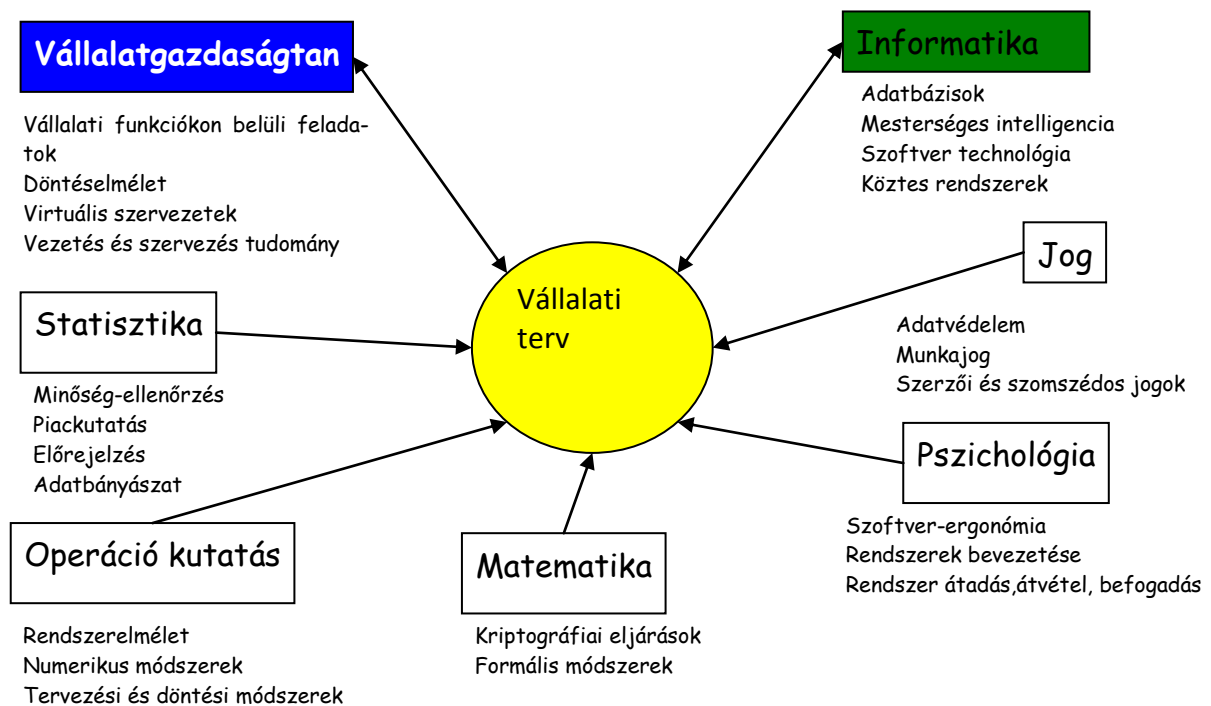 Vállalatgazdaságtan
Vállalati funkciókon belüli felada-
tok
Döntéselmélet
Virtuális szervezetek
Vezetés és szervezés tudomány
Informatika
Adatbázisok
Mesterséges intelligencia
Szoftver technológia
Köztes rendszerek
Vállalati
terv
Jog
Adatvédelem
Munkajog
Szerzői és szomszédos jogok
Statisztika
Minőség-ellenőrzés
Piackutatás
Előrejelzés
Adatbányászat
Pszichológia
Szoftver-ergonómia
Rendszerek bevezetése
Rendszer átadás,átvétel, befogadás
Operáció kutatás
Rendszerelmélet
Numerikus módszerek
Tervezési és döntési módszerek
Matematika
Kriptográfiai eljárások
Formális módszerek